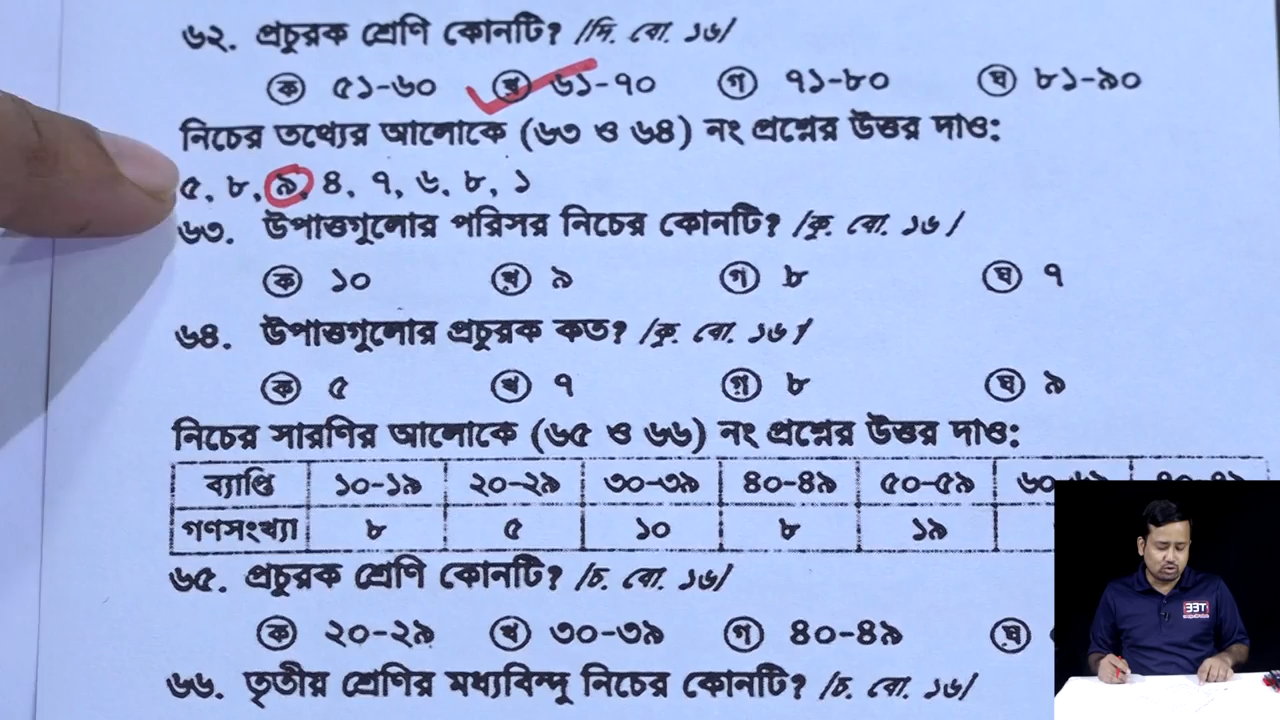 ৬২. প্রচুরক শ্রেণি কোনটি? /দি. বো. ১৬/
ক ৫১-৬০ খ ৬১-৭০ গ ৭১-৮০ ঘ ৮১-৯০
নিচের তথ্যের আলোকে (৬৩ ও ৬৪) নং প্রশ্নের উত্তর দাও:
৫, ৮, ৯, ৪, ৭, ৬, ৮, ১
৬৩. উপাত্তগুলোর পরিসর নিচের কোনটি? /কু. বো. ১৬/
ক ১০ খ ৯ গ ৮ ঘ ৭
৬৪. উপাত্তগুলোর প্রচুরক কত? /কু. বো. ১৬/
ক ৫ খ ৭ গ ৮ ঘ ৯
নিচের সারণির আলোকে (৬৫ ও ৬৬) নং প্রশ্নের উত্তর দাও:
ব্যাপ্তি ১০-১৯ ২০-২৯ ৩০-৩৯ ৪০-৪৯ ৫০-৫৯
গণসংখ্যা ৮ ৫ ১০ ৮ ১৯
৬৫. প্রচুরক শ্রেণি কোনটি? /চ. বো. ১৬/
ক ২০-২৯ খ ৩০-৩৯ গ ৪০-৪৯ ঘ
৬৬. তৃতীয় শ্রেণির মধ্যবিন্দু নিচের কোনটি? /চ. বো. ১৬/